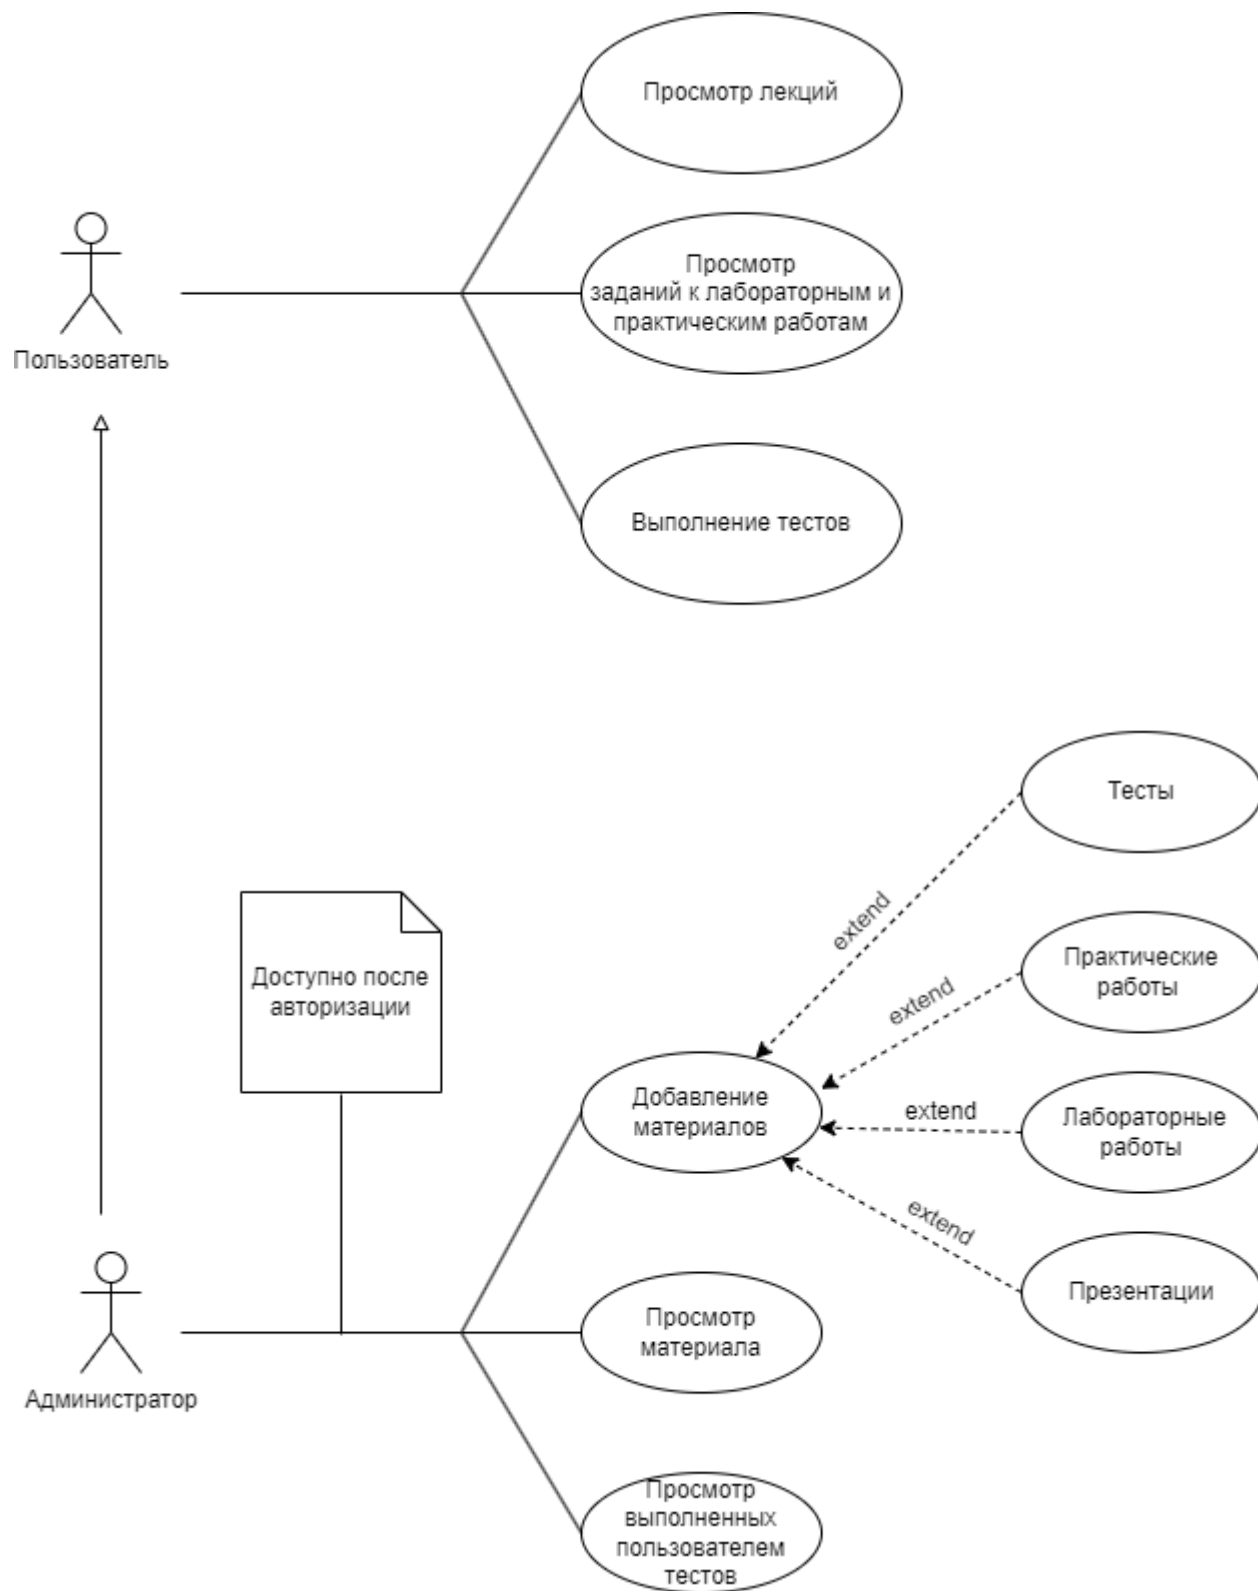 Просмотр лекций
Просмотр
заданий к лабораторным и
практическим работам
Пользователь
Выполнение тестов
Тесты
extend
Доступно после
авторизации
Практические
работы
extend
Добавление
материалов
extend
Лабораторные
работы
extend
Презентации
Просмотр
материала
Администратор
Просмотр
выполненных
пользователем
тестов